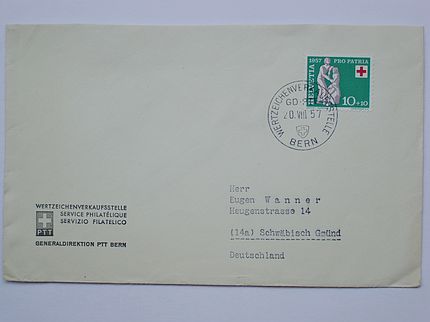 1957 PRO PATRIA
HELVETIA
10+10
WERTZEICHENVERKAUFSSTELLE
20.VIII.57
BERN
WERTZEICHENVERKAUFSSTELLE
SERVICE PHILATÉLIQUE
SERVIZIO FILATELICO
PTT
GENERALDIREKTION PTT BERN
Herr
Eugen Wanner
Heugenstrasse 14
(14a) Schwäbisch Gmünd
Deutschland